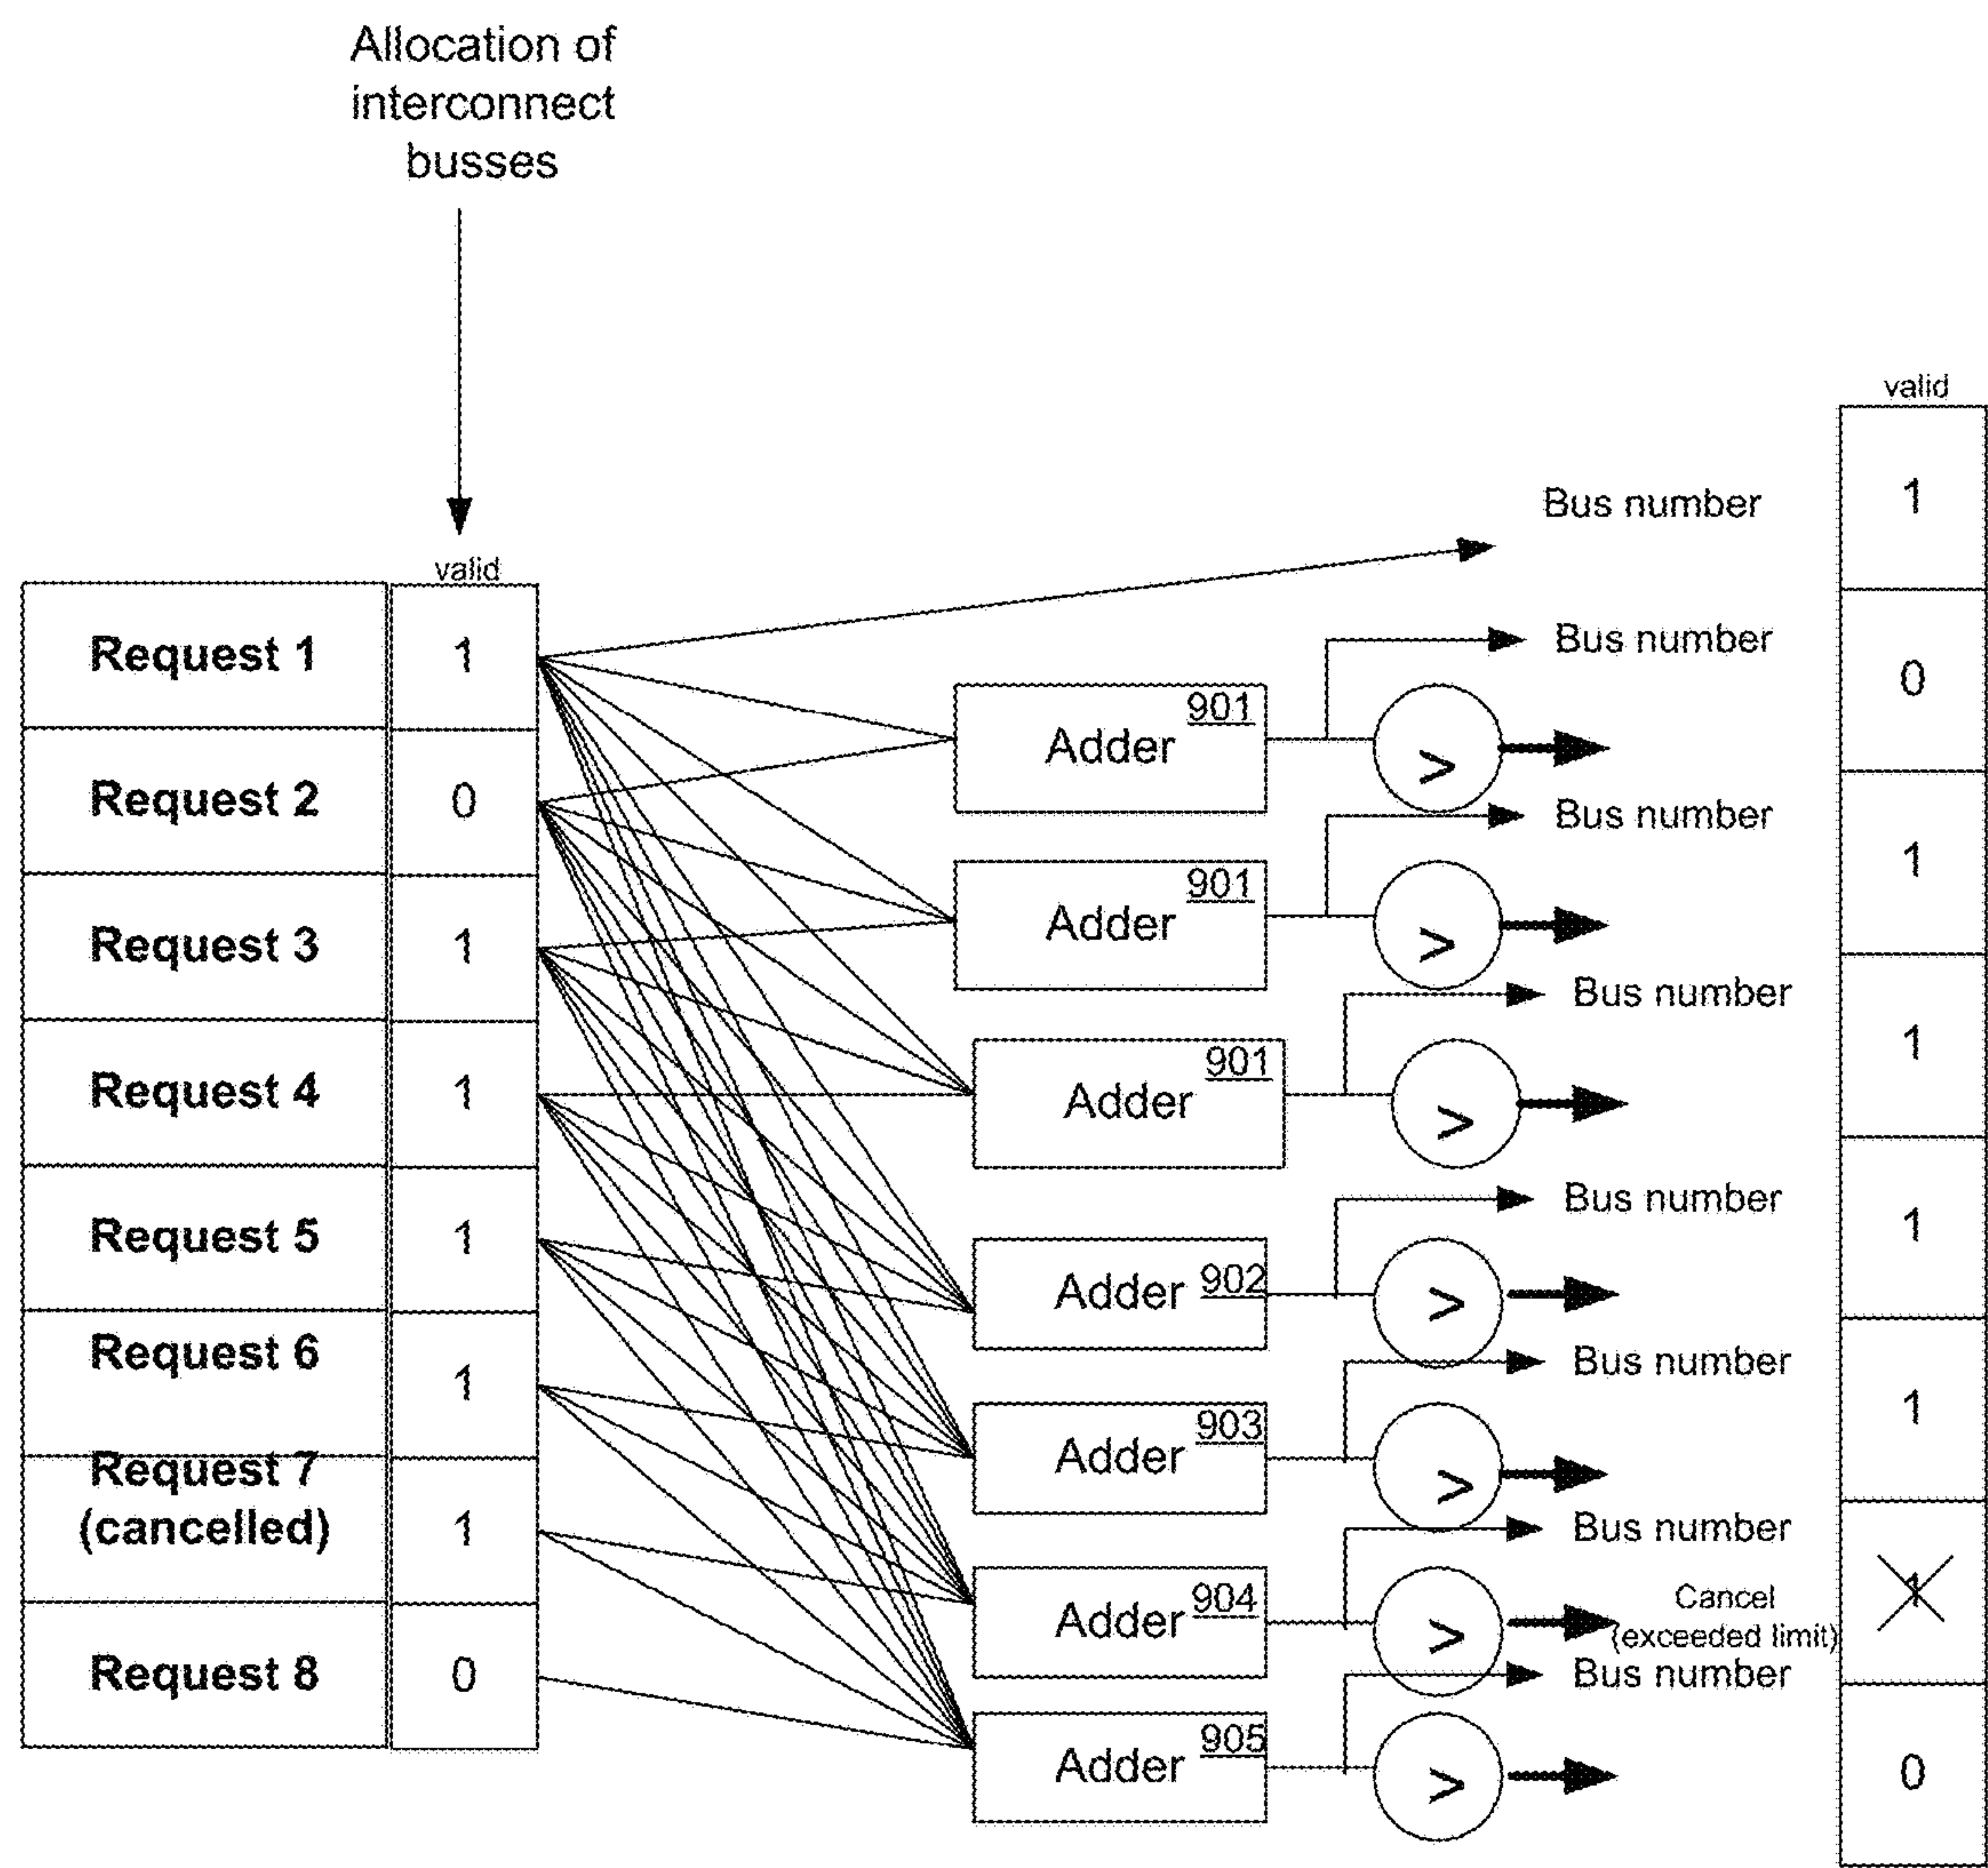 Allocation of
interconnect
busses
valid
valid
Request 1
1
Request 2
0
Request 3
1
Request 4
1
Request 5
1
Request 6
1
Request 7
(cancelled)
1
Request 8
0
Bus number
Adder 901
>
Bus number
Adder 901
>
Bus number
Adder 901
>
Bus number
Adder 902
>
Bus number
Adder 903
>
Bus number
Adder 904
>
Bus number
Cancel
(exceeded limit)
Adder 905
>
Bus number
1
0
1
1
1
1
1
0